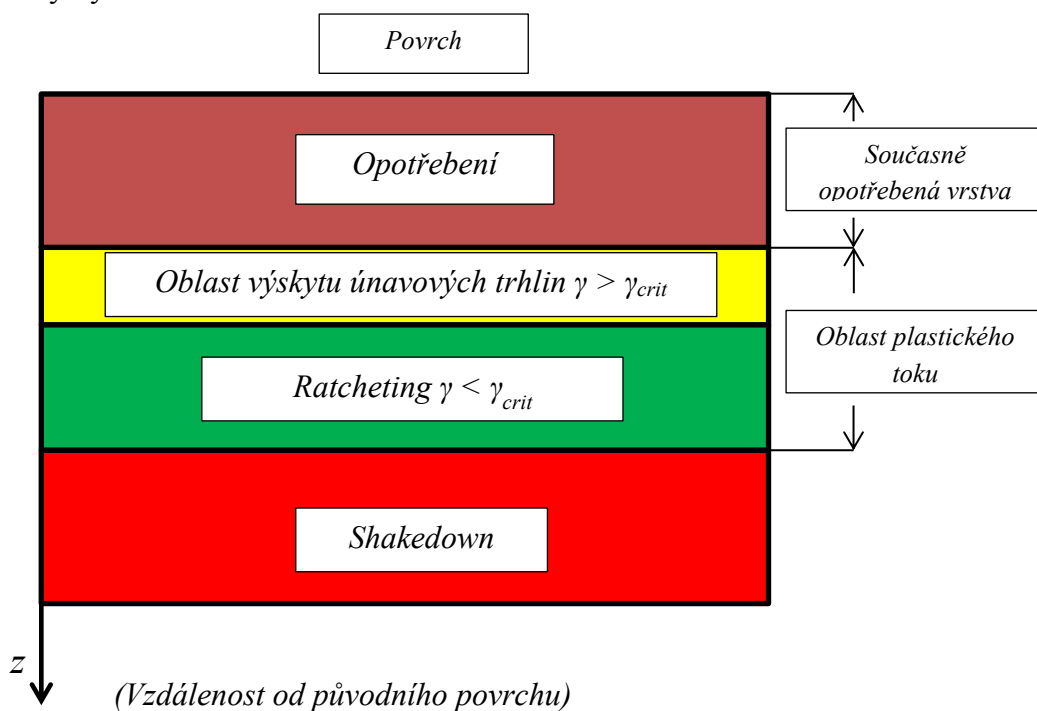 Povrch
Opotřebení
Současně
opotřebená vrstva
Oblast výskytu únavových trhlin γ > γcrit
Oblast plastického
toku
Ratcheting γ < γcrit
Shakedown
z
(Vzdálenost od původního povrchu)